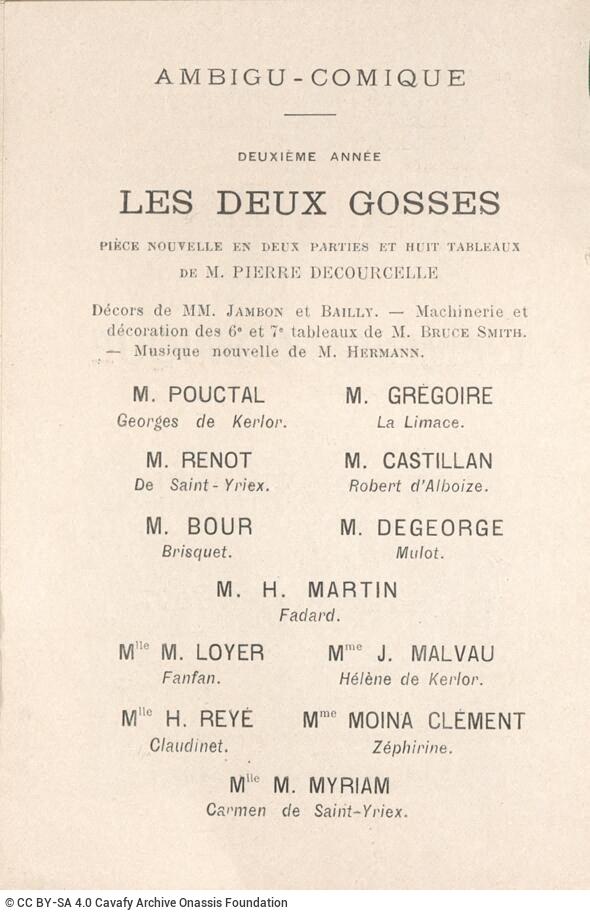 AMBIGU-COMIQUE
DEUXIÈME ANNÉE
LES DEUX GOSSES
PIÈCE NOUVELLE EN DEUX PARTIES ET HUIT TABLEAUX
DE M. PIERRE DECOURCELLE
Décors de MM. JAMBON et BAILLY. — Machinerie et
décoration des 6e et 7e tableaux de M. BRUCE SMITH.
— Musique nouvelle de M. HERMANN.
M. POUCTAL
Georges de Kerlor.
M. GRÉGOIRE
La Limace.
M. RENOT
De Saint-Yriex.
M. CASTILLAN
Robert d'Alboize.
M. BOUR
Brisquet.
M. DEGEORGE
Mulot.
M. H. MARTIN
Fadard.
Mlle M. LOYER
Fanfan.
Mme J. MALVAU
Hélène de Kerlor.
Mlle H. REYÉ
Claudinet.
Mme MOINA CLÉMENT
Zéphirine.
Mlle M. MYRIAM
Carmen de Saint-Yriex.
© CC BY-SA 4.0 Cavafy Archive Onassis Foundation